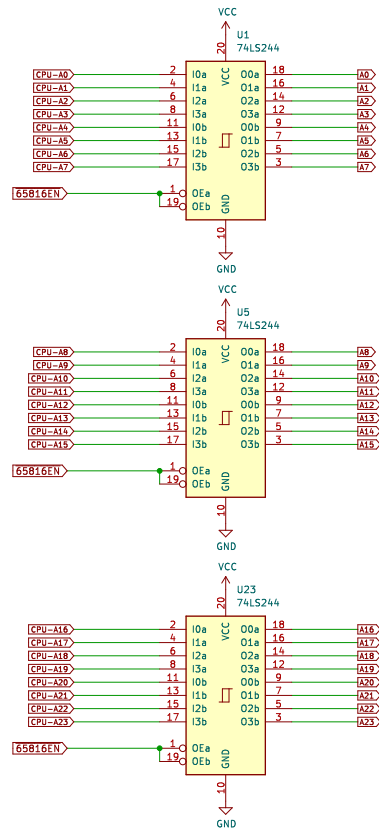 VCC
U1
74LS244
20
VCC
CPU-A0 2 I0a O0a 18 A0
CPU-A1 4 I1a O1a 16 A1
CPU-A2 6 I2a O2a 14 A2
CPU-A3 8 I3a O3a 12 A3
CPU-A4 11 I0b O0b 9 A4
CPU-A5 13 I1b O1b 7 A5
CPU-A6 15 I2b O2b 5 A6
CPU-A7 17 I3b O3b 3 A7
65816EN 1 OEa
19 OEb
GND
10
GND
VCC
U5
74LS244
20
VCC
CPU-A8 2 I0a O0a 18 A8
CPU-A9 4 I1a O1a 16 A9
CPU-A10 6 I2a O2a 14 A10
CPU-A11 8 I3a O3a 12 A11
CPU-A12 11 I0b O0b 9 A12
CPU-A13 13 I1b O1b 7 A13
CPU-A14 15 I2b O2b 5 A14
CPU-A15 17 I3b O3b 3 A15
65816EN 1 OEa
19 OEb
GND
10
GND
VCC
U23
74LS244
20
VCC
CPU-A16 2 I0a O0a 18 A16
CPU-A17 4 I1a O1a 16 A17
CPU-A18 6 I2a O2a 14 A18
CPU-A19 8 I3a O3a 12 A19
CPU-A20 11 I0b O0b 9 A20
CPU-A21 13 I1b O1b 7 A21
CPU-A22 15 I2b O2b 5 A22
CPU-A23 17 I3b O3b 3 A23
65816EN 1 OEa
19 OEb
GND
10
GND